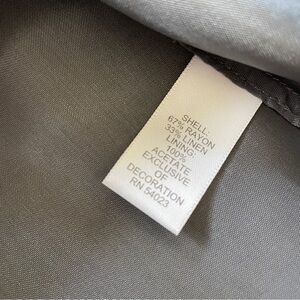 SHELL:
67% RAYON
33% LINEN
LINING:
100%
ACETATE
EXCLUSIVE
OF
DECORATION
RN 54023